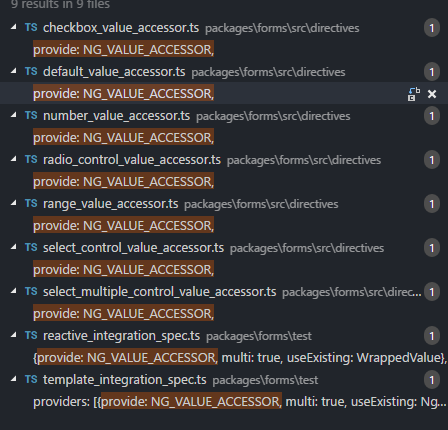 9 results in 9 files
TS checkbox_value_accessor.ts packages\forms\src\directives 1
provide: NG_VALUE_ACCESSOR,
TS default_value_accessor.ts packages\forms\src\directives 1
provide: NG_VALUE_ACCESSOR,
TS number_value_accessor.ts packages\forms\src\directives 1
provide: NG_VALUE_ACCESSOR,
TS radio_control_value_accessor.ts packages\forms\src\directives 1
provide: NG_VALUE_ACCESSOR,
TS range_value_accessor.ts packages\forms\src\directives 1
provide: NG_VALUE_ACCESSOR,
TS select_control_value_accessor.ts packages\forms\src\directives 1
provide: NG_VALUE_ACCESSOR,
TS select_multiple_control_value_accessor.ts packages\forms\src\direc... 1
provide: NG_VALUE_ACCESSOR,
TS reactive_integration_spec.ts packages\forms\test 1
{provide: NG_VALUE_ACCESSOR, multi: true, useExisting: WrappedValue},
TS template_integration_spec.ts packages\forms\test 1
providers: [{provide: NG_VALUE_ACCESSOR, multi: true, useExisting: Ng...